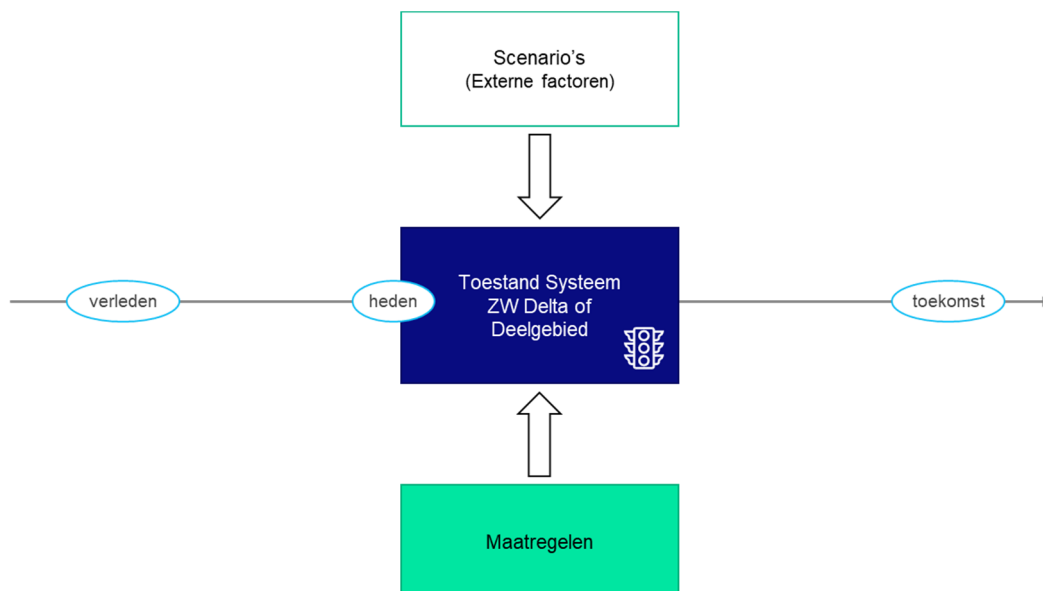 Scenario's
(Externe factoren)
Toestand Systeem
ZW Delta of
Deelgebied
verleden
heden
toekomst
Maatregelen